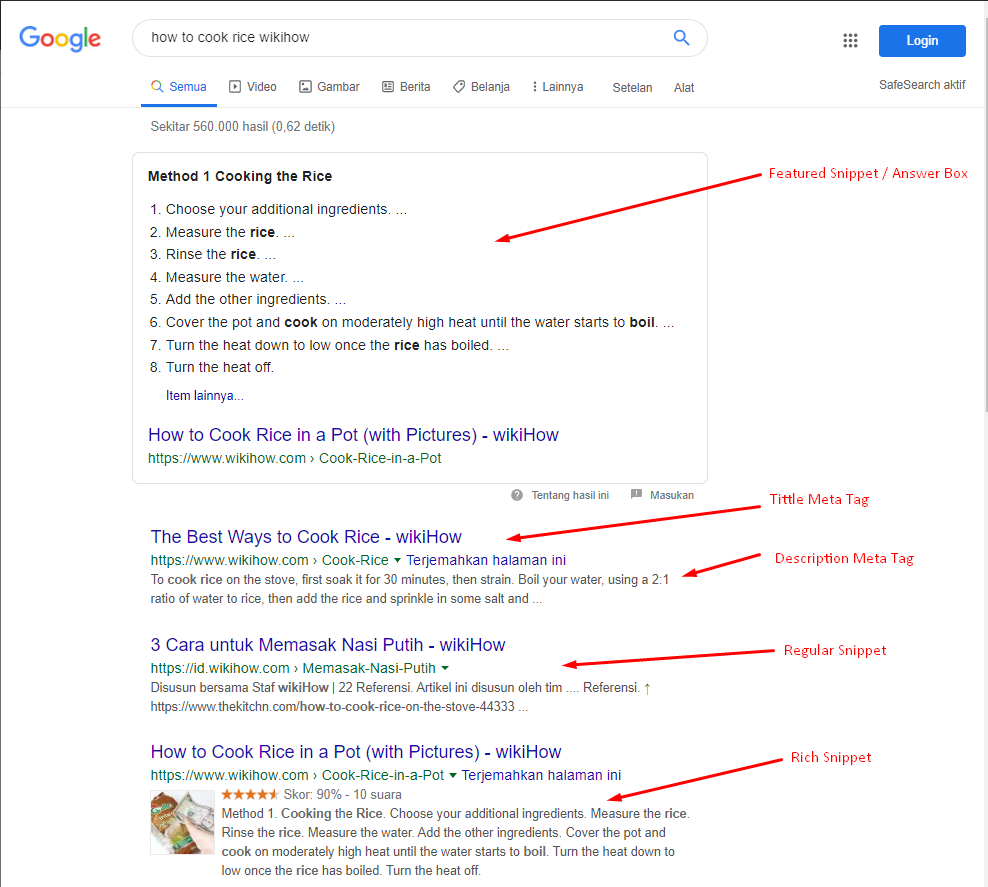 Google
how to cook rice wikihow
Login
Semua Video Gambar Berita Belanja Lainnya Setelan Alat
SafeSearch aktif
Sekitar 560.000 hasil (0,62 detik)
Method 1 Cooking the Rice
Featured Snippet / Answer Box
1. Choose your additional ingredients. ...
2. Measure the rice. ...
3. Rinse the rice. ...
4. Measure the water. ...
5. Add the other ingredients. ...
6. Cover the pot and cook on moderately high heat until the water starts to boil. ...
7. Turn the heat down to low once the rice has boiled. ...
8. Turn the heat off.
Item lainnya...
How to Cook Rice in a Pot (with Pictures) - wikiHow
https://www.wikihow.com › Cook-Rice-in-a-Pot
Tentang hasil ini Masukan
Tittle Meta Tag
The Best Ways to Cook Rice - wikiHow
https://www.wikihow.com › Cook-Rice ▾ Terjemahkan halaman ini
Description Meta Tag
To cook rice on the stove, first soak it for 30 minutes, then strain. Boil your water, using a 2:1
ratio of water to rice, then add the rice and sprinkle in some salt and ...
3 Cara untuk Memasak Nasi Putih - wikiHow
Regular Snippet
https://id.wikihow.com › Memasak-Nasi-Putih ▾
Disusun bersama Staf wikiHow | 22 Referensi. Artikel ini disusun oleh tim .... Referensi. ↑
https://www.thekitchn.com/how-to-cook-rice-on-the-stove-44333 ...
How to Cook Rice in a Pot (with Pictures) - wikiHow
Rich Snippet
https://www.wikihow.com › Cook-Rice-in-a-Pot ▾ Terjemahkan halaman ini
Skor: 90% - 10 suara
Method 1. Cooking the Rice. Choose your additional ingredients. Measure the rice.
Rinse the rice. Measure the water. Add the other ingredients. Cover the pot and
cook on moderately high heat until the water starts to boil. Turn the heat down to
low once the rice has boiled. Turn the heat off.